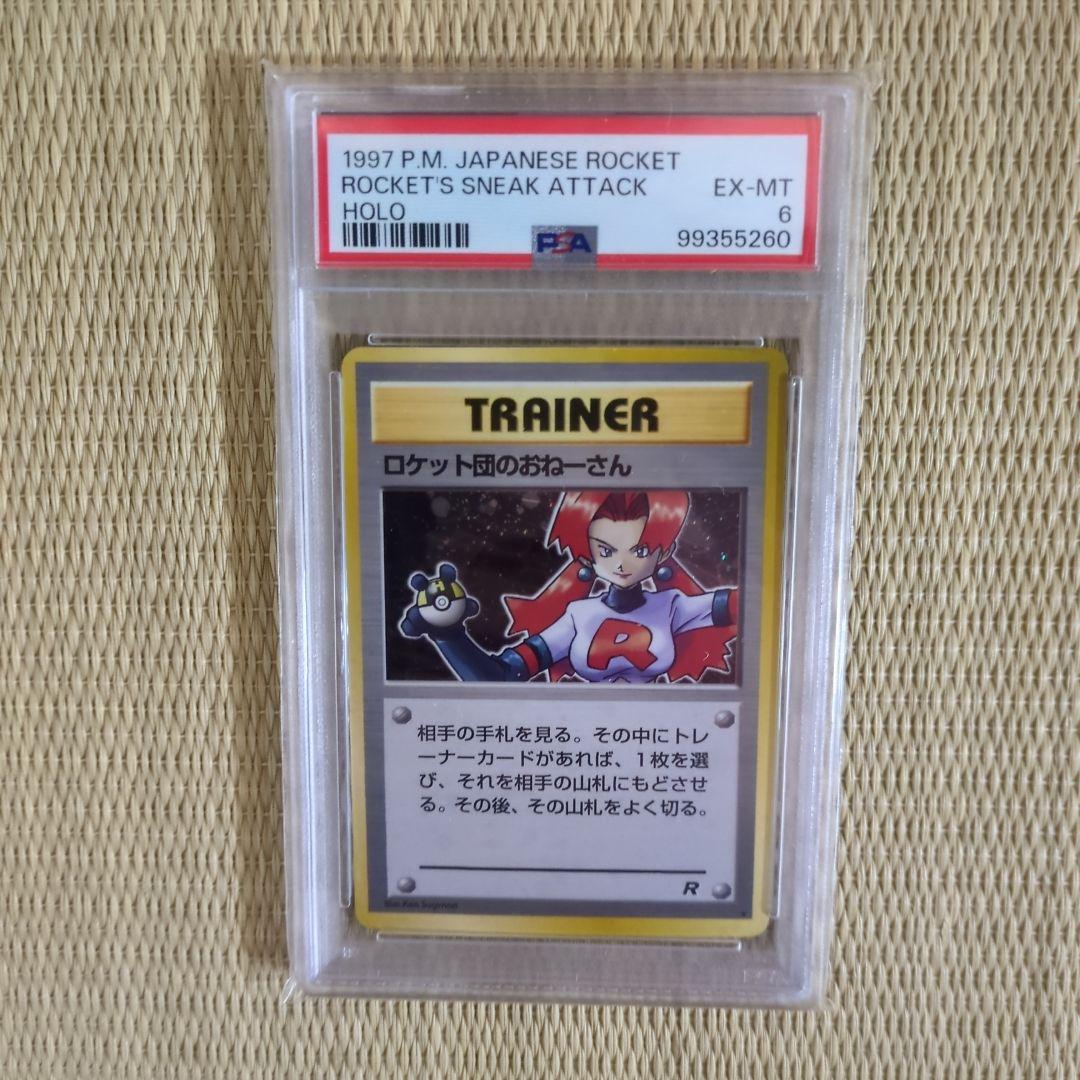 1997 P.M. JAPANESE ROCKET
ROCKET'S SNEAK ATTACK EX-MT
HOLO 6
PSA 99355260
TRAINER
ロケット団のおねーさん
R
相手の手札を見る。その中にトレ
ーナーカードがあれば、1枚を選
び、それを相手の山札にもどさせ
る。その後、その山札をよく切る。
R
Illus. Ken Sugimori